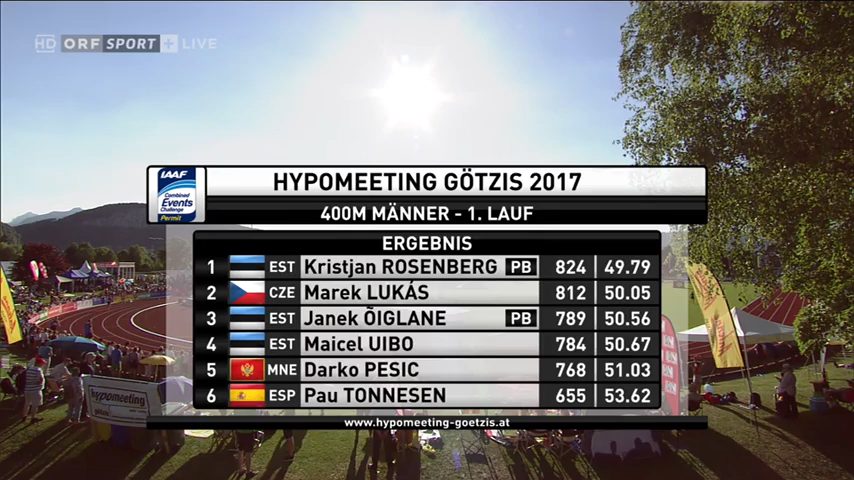 HD ORF SPORT + LIVE
IAAF
Combined
Events
Challenge
Permit
HYPOMEETING GÖTZIS 2017
400M MÄNNER - 1. LAUF
ERGEBNIS
1 EST Kristjan ROSENBERG PB 824 49.79
2 CZE Marek LUKÁS 812 50.05
3 EST Janek ÕIGLANE PB 789 50.56
4 EST Maicel UIBO 784 50.67
5 MNE Darko PESIC 768 51.03
6 ESP Pau TONNESEN 655 53.62
www.hypomeeting-goetzis.at
hypomeeting